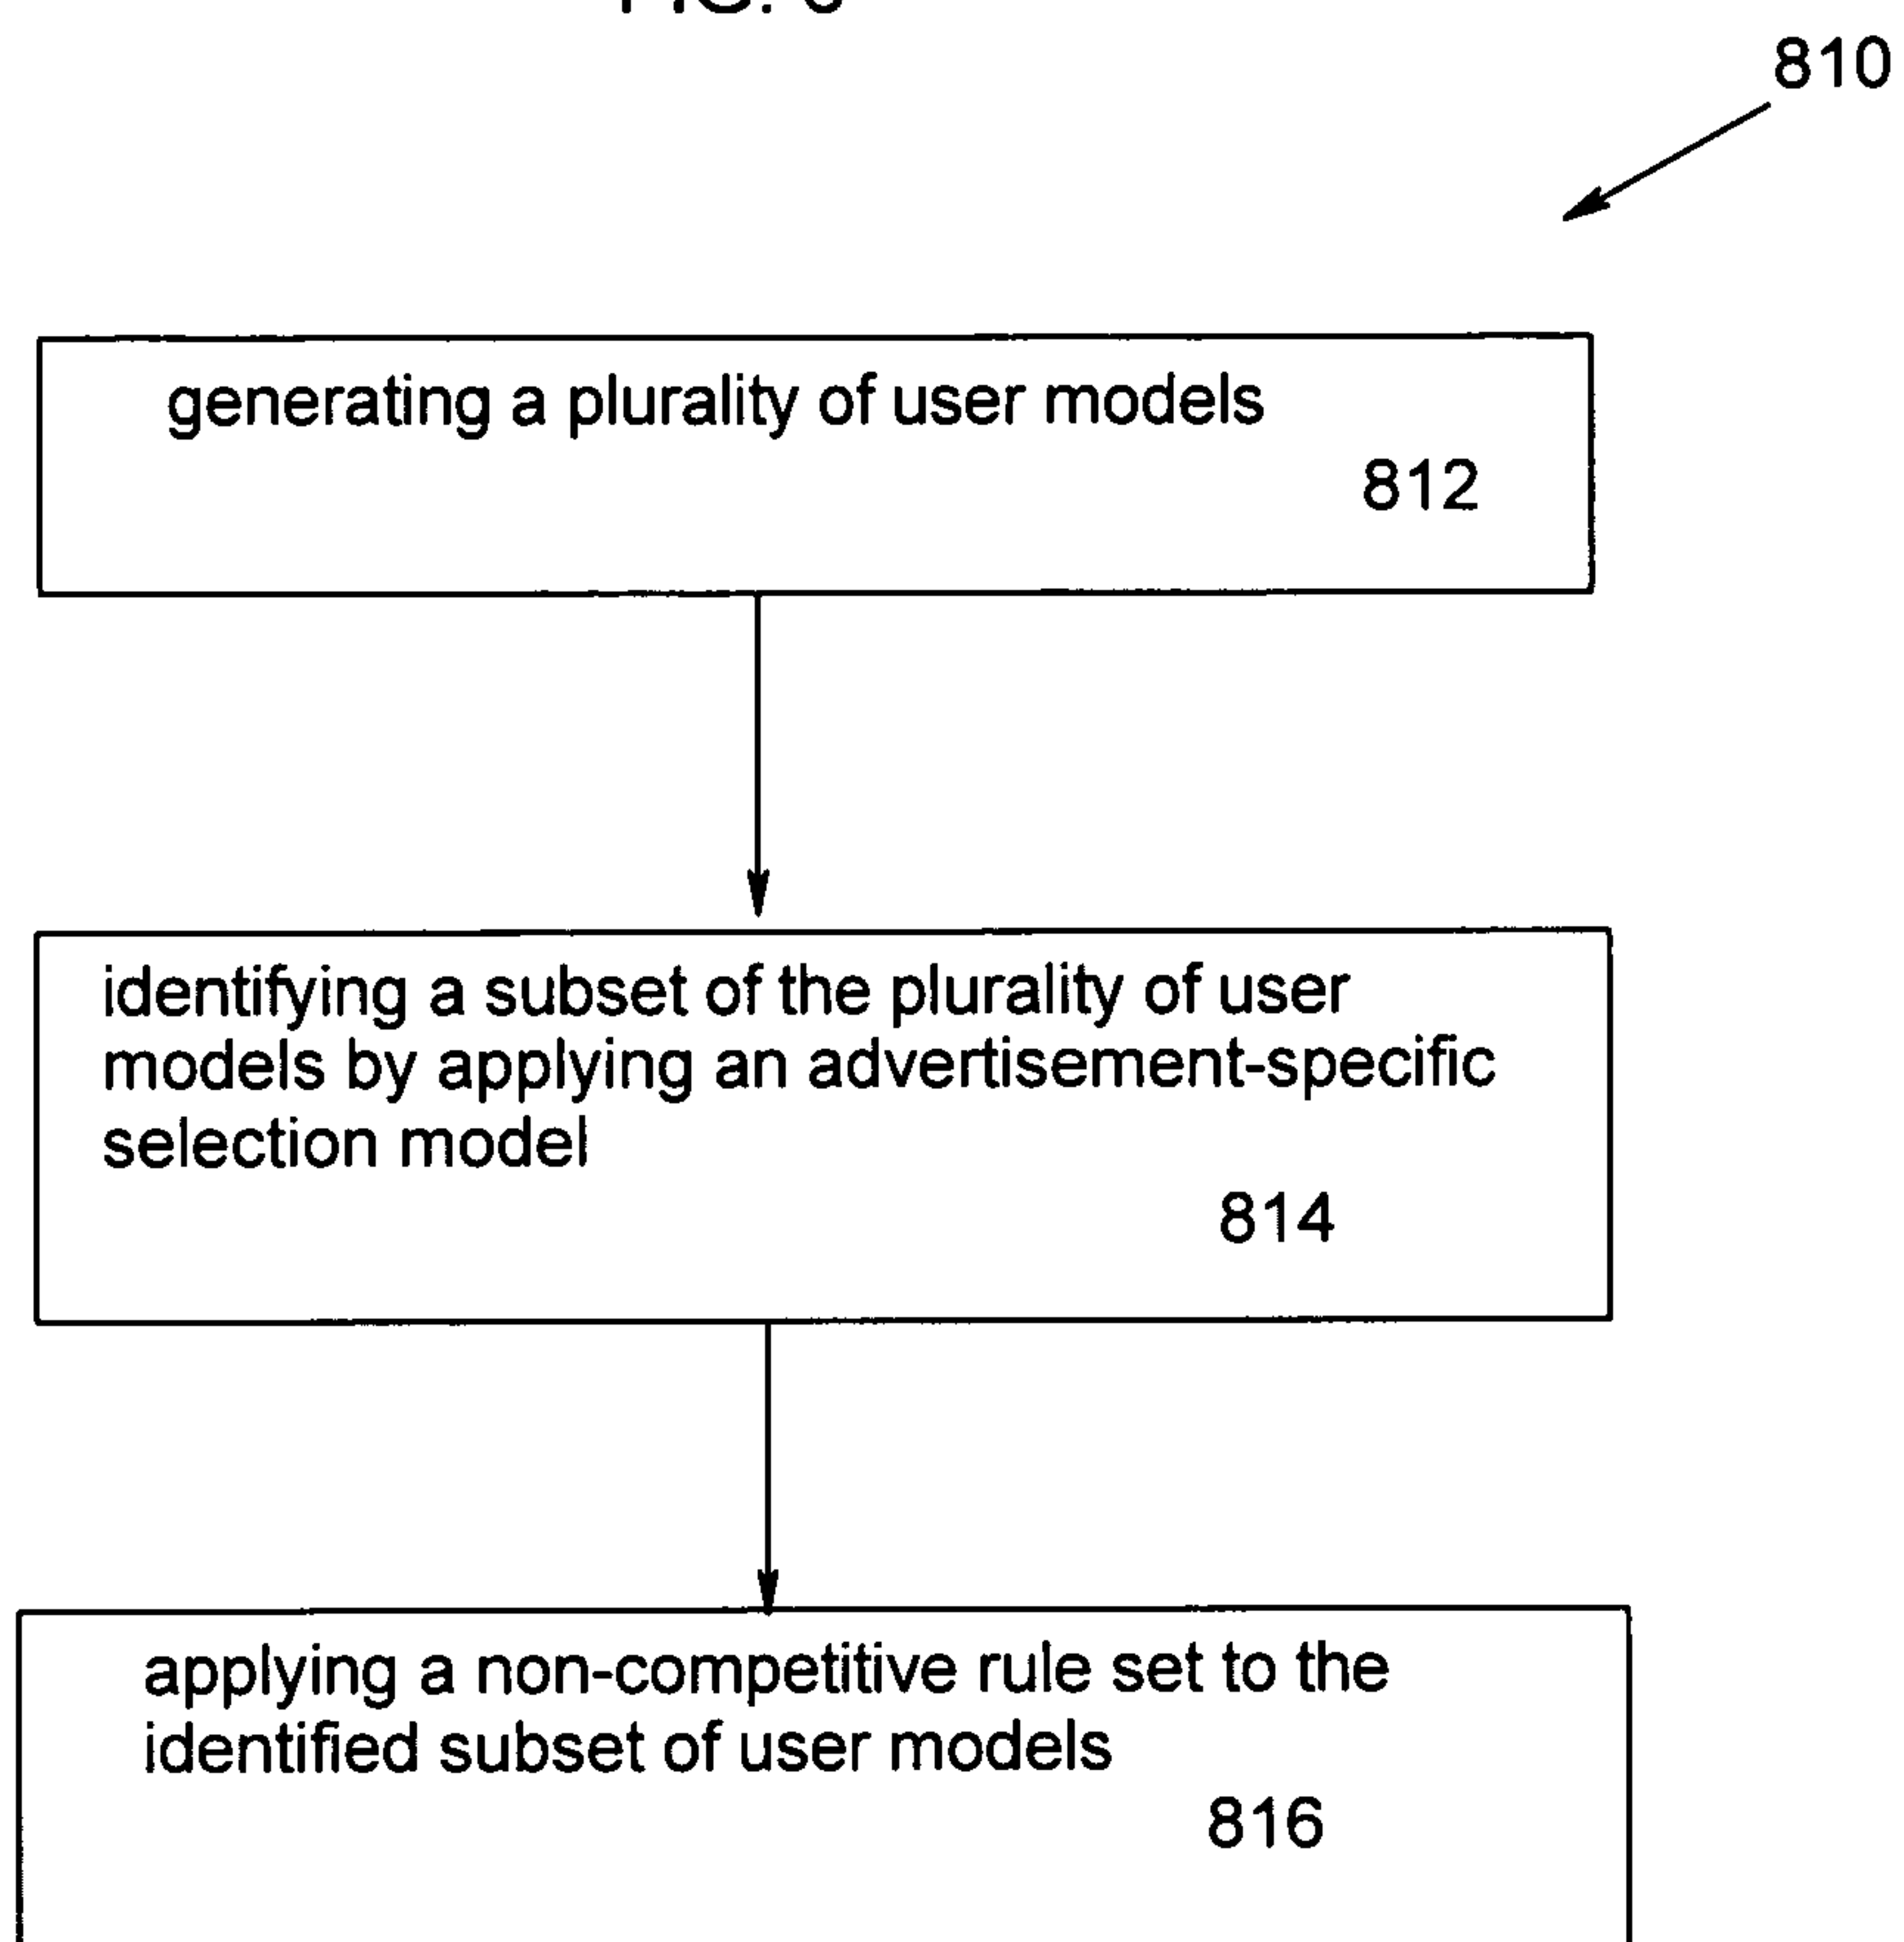 FIG.
810
generating a plurality of user models
812
identifying a subset of the plurality of user
models by applying an advertisement-specific
selection model
814
applying a non-competitive rule set to the
identified subset of user models
816